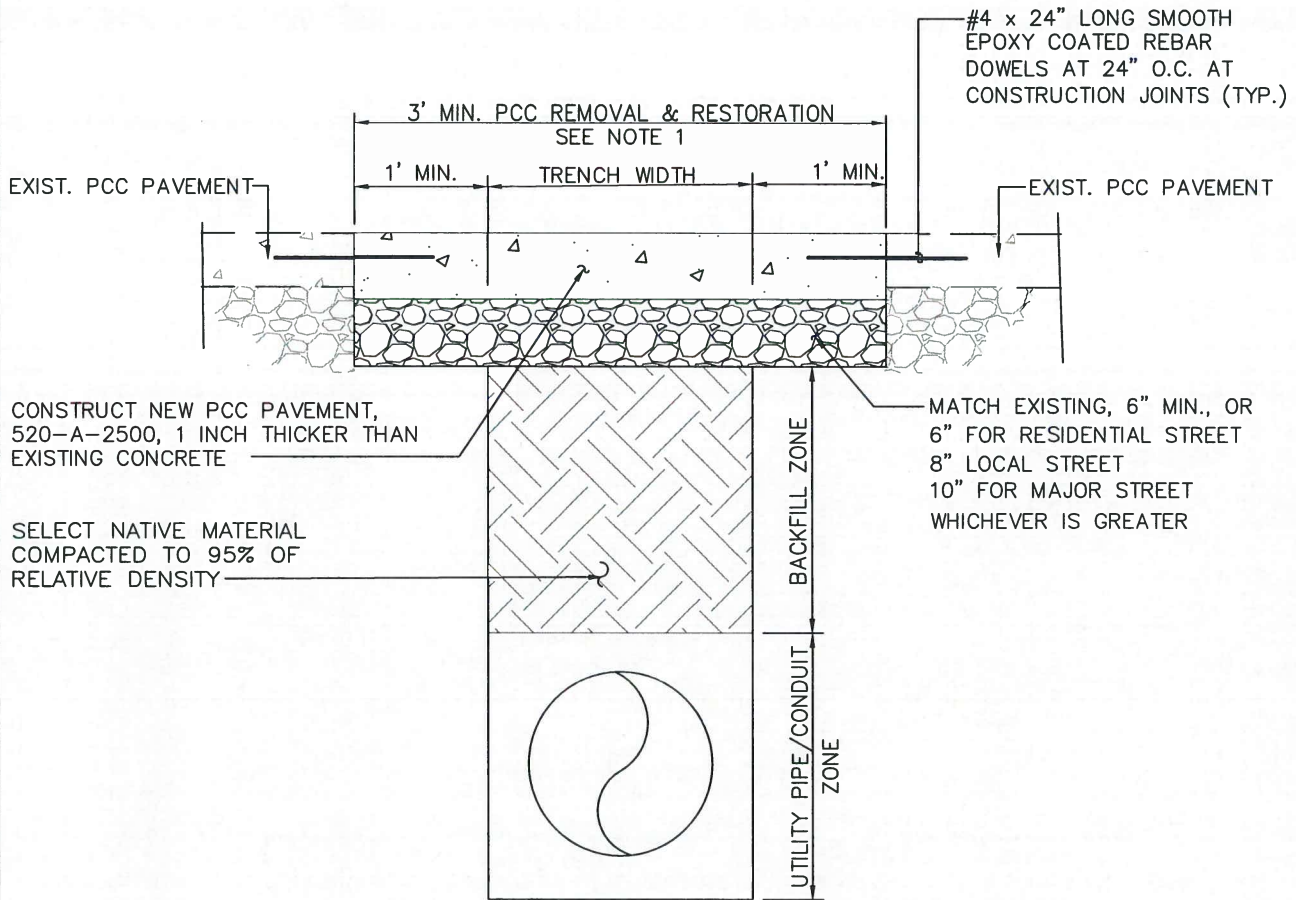 #4 x 24" LONG SMOOTH
EPOXY COATED REBAR
DOWELS AT 24" O.C. AT
CONSTRUCTION JOINTS (TYP.)
3' MIN. PCC REMOVAL & RESTORATION
SEE NOTE 1
1' MIN.
TRENCH WIDTH
1' MIN.
EXIST. PCC PAVEMENT
EXIST. PCC PAVEMENT
CONSTRUCT NEW PCC PAVEMENT,
520-A-2500, 1 INCH THICKER THAN
EXISTING CONCRETE
MATCH EXISTING, 6" MIN., OR
6" FOR RESIDENTIAL STREET
8" LOCAL STREET
10" FOR MAJOR STREET
WHICHEVER IS GREATER
SELECT NATIVE MATERIAL
COMPACTED TO 95% OF
RELATIVE DENSITY
BACKFILL ZONE
UTILITY PIPE/CONDUIT
ZONE